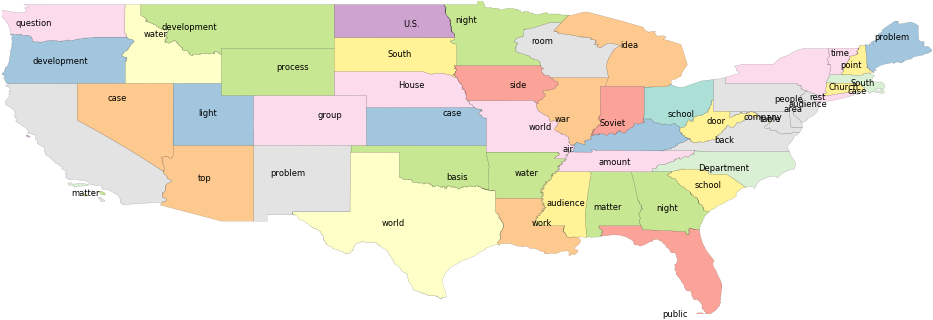 question
development
water
development
U.S.
night
room
idea
time
problem
process
South
point
House
side
Church
South
case
people
rest
audience
area
case
light
group
case
world
war
Soviet
school
door
company
table
back
air
matter
top
problem
basis
water
amount
Department
world
work
audience
matter
night
school
public